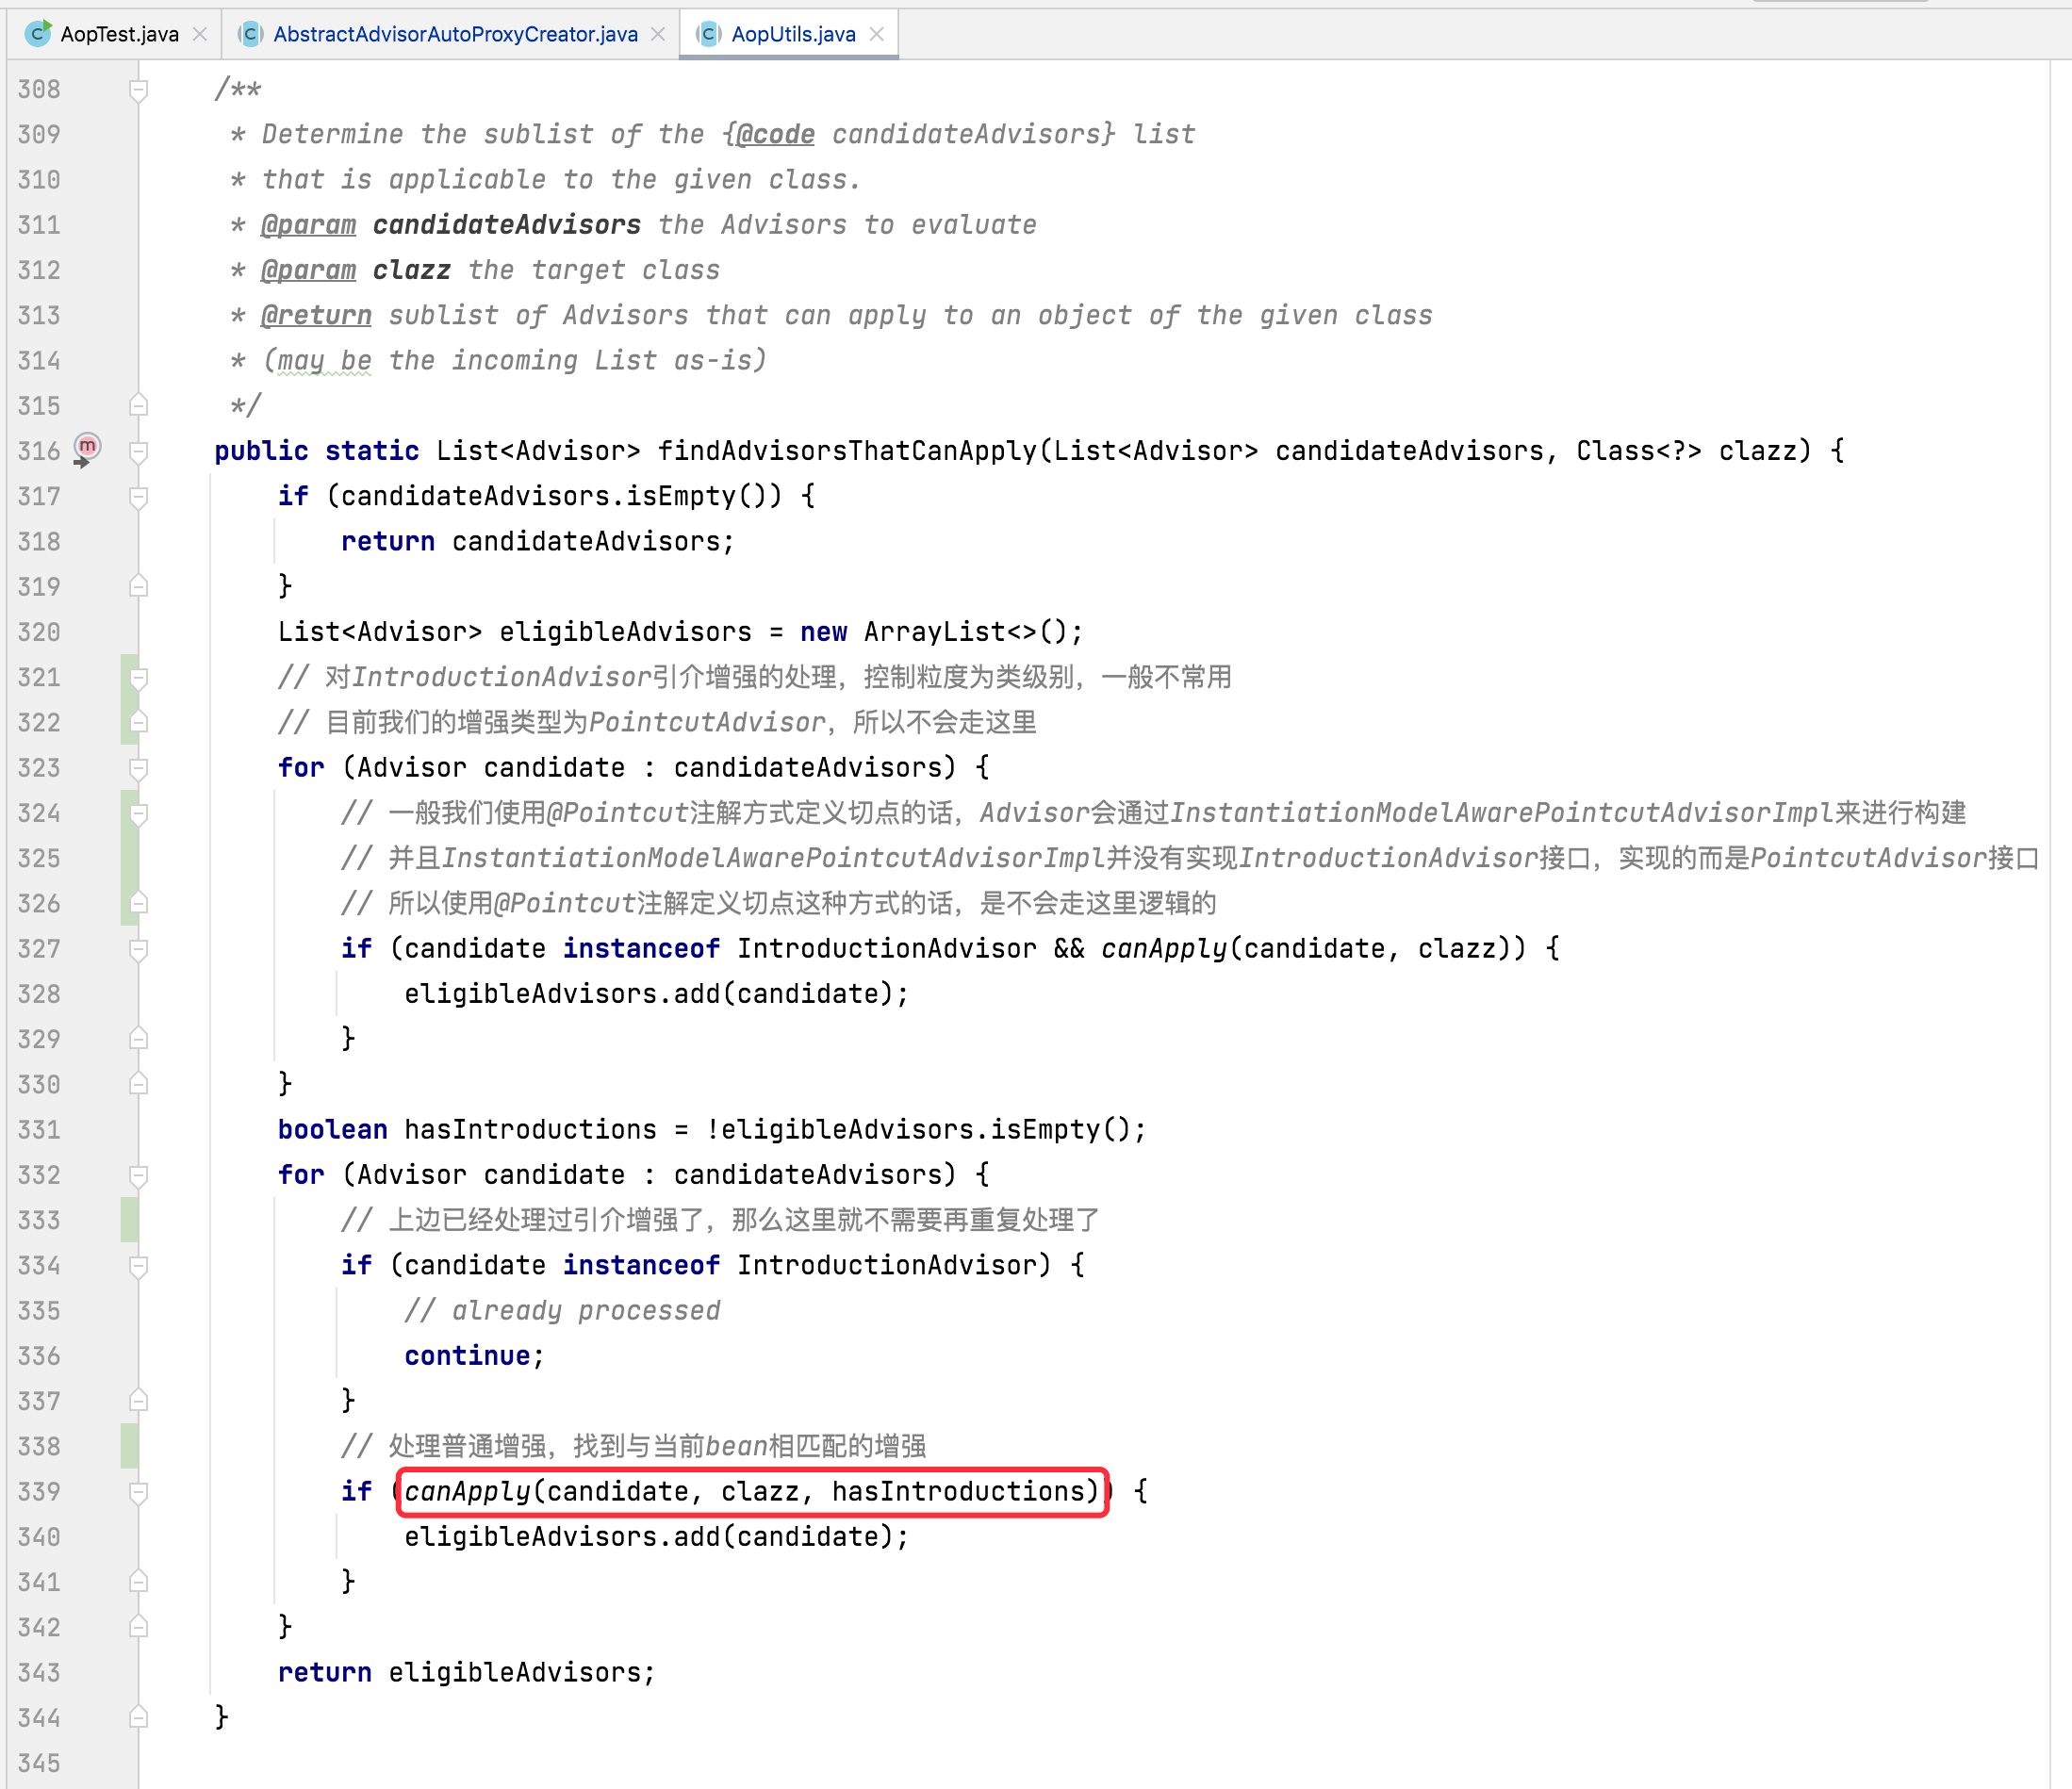 AopTest.java AbstractAdvisorAutoProxyCreator.java AopUtils.java
308 /**
309 * Determine the sublist of the {@code candidateAdvisors} list
310 * that is applicable to the given class.
311 * @param candidateAdvisors the Advisors to evaluate
312 * @param clazz the target class
313 * @return sublist of Advisors that can apply to an object of the given class
314 * (may be the incoming List as-is)
315 */
316 public static List<Advisor> findAdvisorsThatCanApply(List<Advisor> candidateAdvisors, Class<?> clazz) {
317 if (candidateAdvisors.isEmpty()) {
318 return candidateAdvisors;
319 }
320 List<Advisor> eligibleAdvisors = new ArrayList<>();
321 // 对IntroductionAdvisor引介增强的处理，控制粒度为类级别，一般不常用
322 // 目前我们的增强类型为PointcutAdvisor，所以不会走这里
323 for (Advisor candidate : candidateAdvisors) {
324 // 一般我们使用@Pointcut注解方式定义切点的话，Advisor会通过InstantiationModelAwarePointcutAdvisorImpl来进行构建
325 // 并且InstantiationModelAwarePointcutAdvisorImpl并没有实现IntroductionAdvisor接口，实现的而是PointcutAdvisor接口
326 // 所以使用@Pointcut注解定义切点这种方式的话，是不会走这里逻辑的
327 if (candidate instanceof IntroductionAdvisor && canApply(candidate, clazz)) {
328 eligibleAdvisors.add(candidate);
329 }
330 }
331 boolean hasIntroductions = !eligibleAdvisors.isEmpty();
332 for (Advisor candidate : candidateAdvisors) {
333 // 上边已经处理过引介增强了，那么这里就不需要再重复处理了
334 if (candidate instanceof IntroductionAdvisor) {
335 // already processed
336 continue;
337 }
338 // 处理普通增强，找到与当前bean相匹配的增强
339 if (canApply(candidate, clazz, hasIntroductions)) {
340 eligibleAdvisors.add(candidate);
341 }
342 }
343 return eligibleAdvisors;
344 }
345